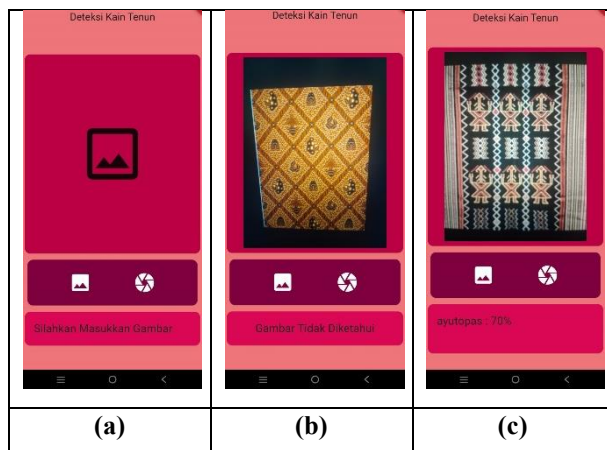 Deteksi Kain Tenun
Silahkan Masukkan Gambar
Deteksi Kain Tenun
Gambar Tidak Diketahui
Deteksi Kain Tenun
ayutopas : 70%
(a)
(b)
(c)